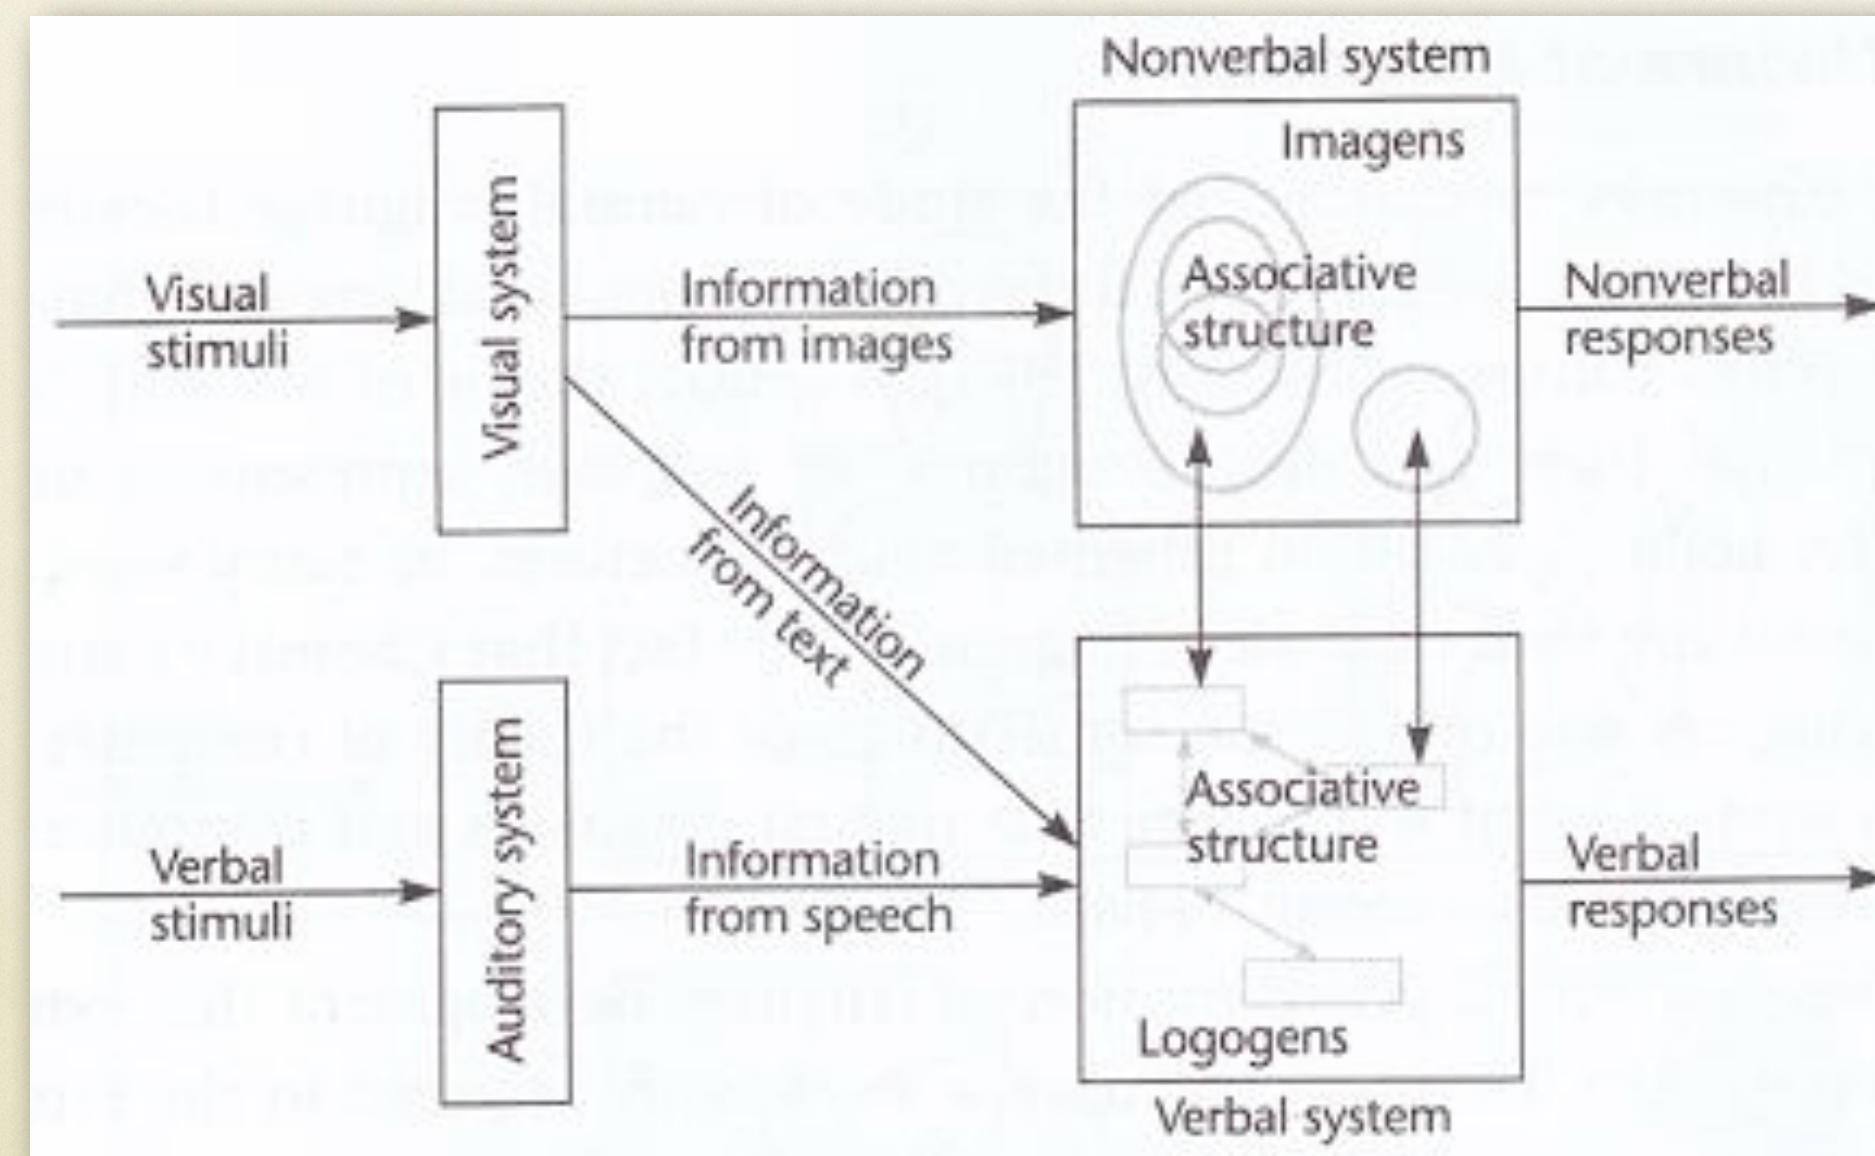 Nonverbal system
Imagens
Visual
stimuli
Visual system
Information
from images
Associative
structure
Nonverbal
responses
Information
from text
Verbal
stimuli
Auditory system
Information
from speech
Associative
structure
Logogens
Verbal
responses
Verbal system